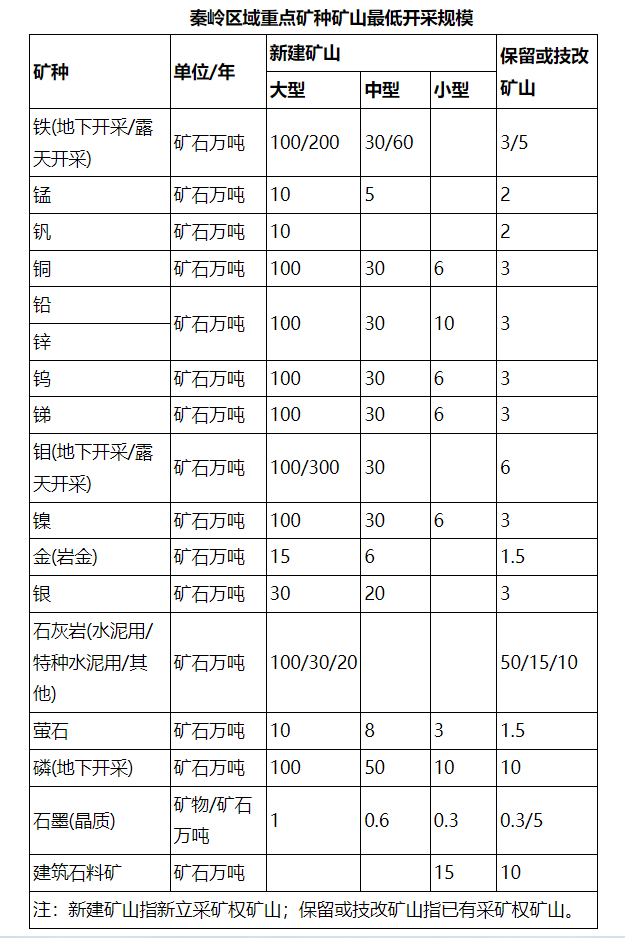 秦岭区域重点矿种矿山最低开采规模
矿种 单位/年 新建矿山 保留或技改
矿山
大型 中型 小型
铁(地下开采/露
天开采) 矿石万吨 100/200 30/60 3/5
锰 矿石万吨 10 5 2
钒 矿石万吨 10 2
铜 矿石万吨 100 30 6 3
铅
锌 矿石万吨 100 30 10 3
钨 矿石万吨 100 30 6 3
锑 矿石万吨 100 30 6 3
钼(地下开采/露
天开采) 矿石万吨 100/300 30 6
镍 矿石万吨 100 30 6 3
金(岩金) 矿石万吨 15 6 1.5
银 矿石万吨 30 20 3
石灰岩(水泥用/
特种水泥用/其
他) 矿石万吨 100/30/20 50/15/10
萤石 矿石万吨 10 8 3 1.5
磷(地下开采) 矿石万吨 100 50 10 10
石墨(晶质) 矿物/矿石
万吨 1 0.6 0.3 0.3/5
建筑石料矿 矿石万吨 15 10
注：新建矿山指新立采矿权矿山；保留或技改矿山指已有采矿权矿山。